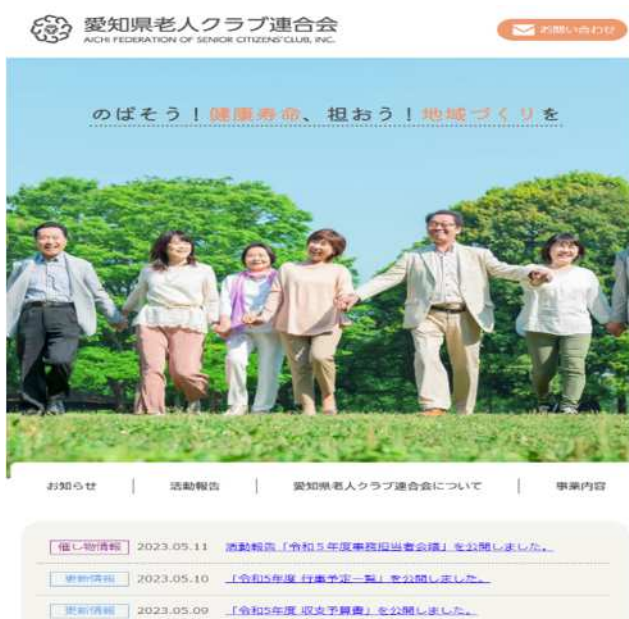 愛知県老人クラブ連合会
AICHI FEDERATION OF SENIOR CITIZENS'CLUB, INC.
お問い合わせ
のばそう！健康寿命、担おう！地域づくりを
お知らせ
活動報告
愛知県老人クラブ連合会について
事業内容
催し物情報 2023.05.11 活動報告「令和５年度事務担当者会議」を公開しました。
更新情報 2023.05.10 「令和5年度 行事予定一覧」を公開しました。
更新情報 2023.05.09 「令和5年度 収支予算書」を公開しました。